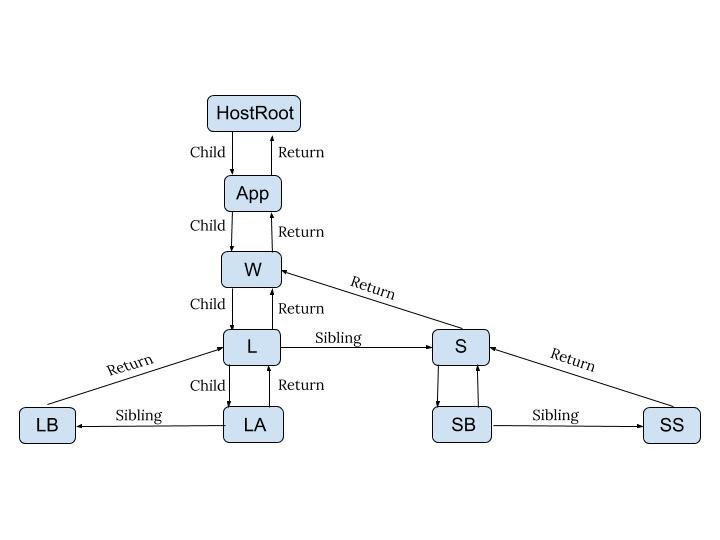 HostRoot
Child
Return
App
Child
Return
W
Return
Child
Return
L
Sibling
S
Return
Child
Return
Return
LB
Sibling
LA
SB
Sibling
SS